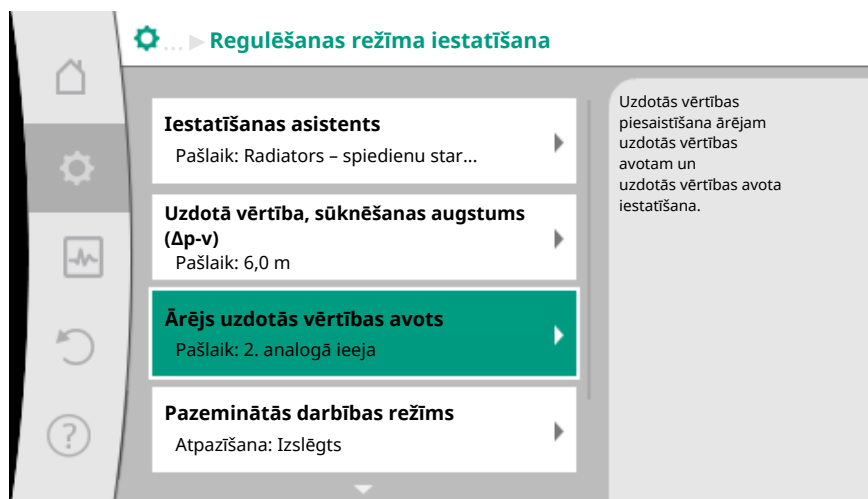 ... ▶ Regulēšanas režīma iestatīšana
Iestatīšanas asistents
Pašlaik: Radiators – spiedienu star...
Uzdotā vērtība, sūknēšanas augstums
(Δp-v)
Pašlaik: 6,0 m
Ārējs uzdotās vērtības avots
Pašlaik: 2. analogā ieeja
Pazeminātās darbības režīms
Atpazīšana: Izslēgts
Uzdotās vērtības
piesaistīšana ārējam
uzdotās vērtības
avotam un
uzdotās vērtības avota
iestatīšana.
?